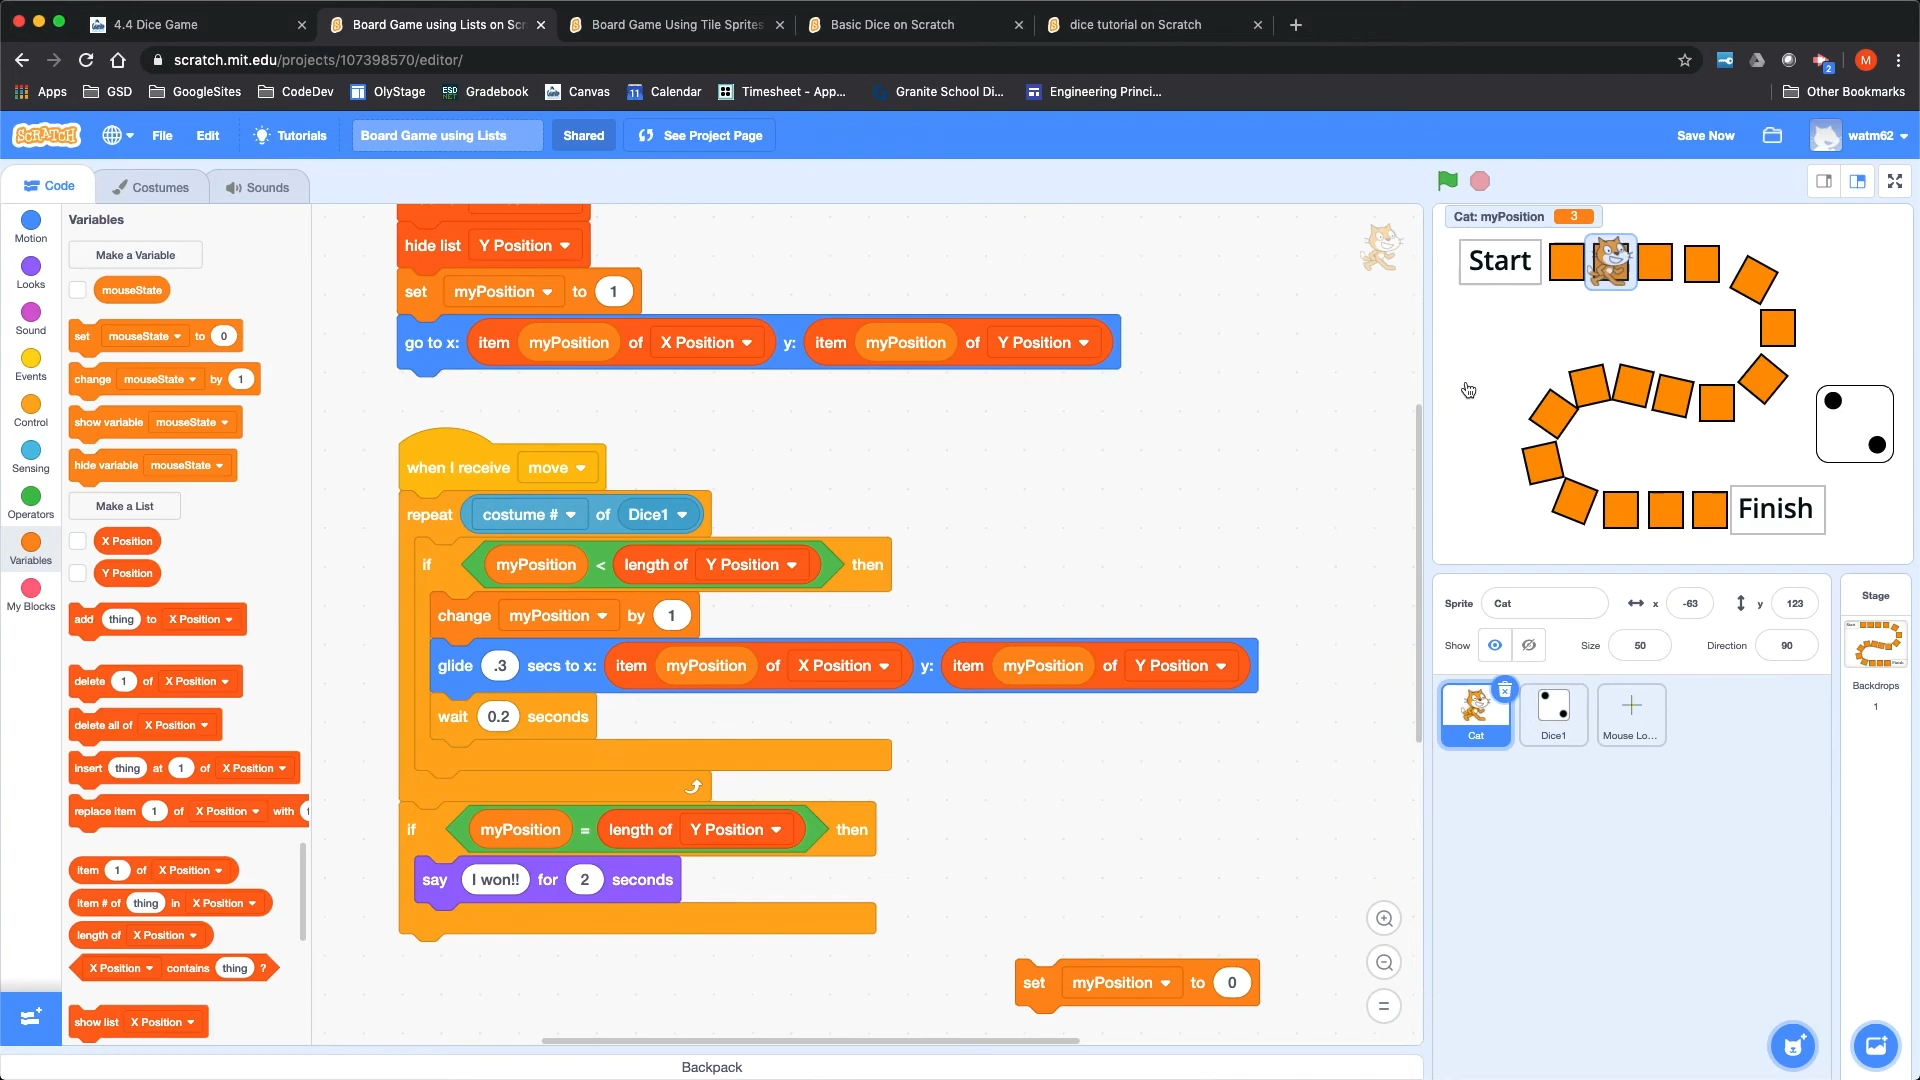 4.4 Dice Game
Board Game using Lists on Scr
Board Game Using Tile Sprites
Basic Dice on Scratch
dice tutorial on Scratch
scratch.mit.edu/projects/107398570/editor/
2
M
Apps
GSD
GoogleSites
CodeDev
OlyStage
Gradebook
Canvas
Calendar
Timesheet - App...
Granite School Di...
Engineering Princi...
Other Bookmarks
SCRATCH
File
Edit
Tutorials
Board Game using Lists
Shared
See Project Page
Save Now
watm62
Code
Costumes
Sounds
Motion
Looks
Sound
Events
Control
Sensing
Operators
Variables
My Blocks
Variables
Make a Variable
mouseState
set mouseState to 0
change mouseState by 1
show variable mouseState
hide variable mouseState
Make a List
X Position
Y Position
add thing to X Position
delete 1 of X Position
delete all of X Position
insert thing at 1 of X Position
replace item 1 of X Position with
item 1 of X Position
item # of thing in X Position
length of X Position
X Position contains thing ?
show list X Position
hide list Y Position
set myPosition to 1
go to x: item myPosition of X Position y: item myPosition of Y Position
when I receive move
repeat costume # of Dice1
if myPosition < length of Y Position then
change myPosition by 1
glide .3 secs to x: item myPosition of X Position y: item myPosition of Y Position
wait 0.2 seconds
if myPosition = length of Y Position then
say I won!! for 2 seconds
set myPosition to 0
Backpack
Cat: myPosition 3
Start
Finish
Sprite Cat x -63 y 123
Show Size 50 Direction 90
Cat
Dice1
Mouse Lo...
Stage
Backdrops
1